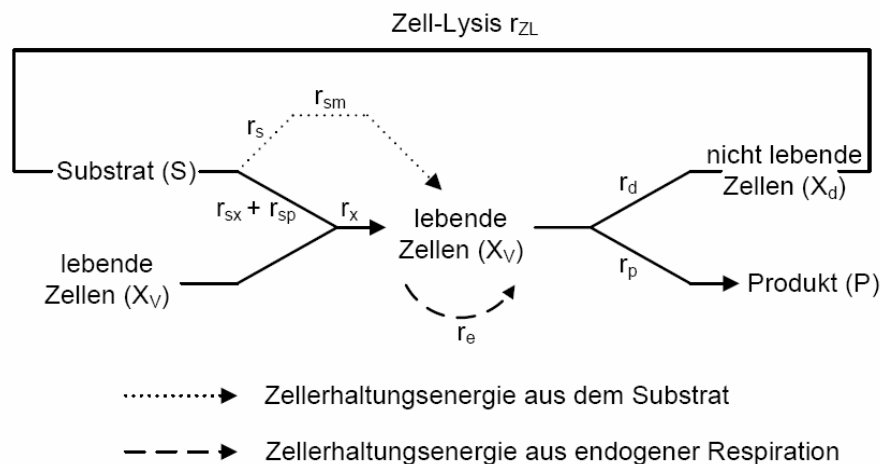 Zell-Lysis r_ZL
r_sm
r_s
Substrat (S)
nicht lebende
Zellen (X_d)
r_sx + r_sp
r_x
lebende
Zellen (X_V)
r_d
lebende
Zellen (X_V)
r_p
Produkt (P)
r_e
Zellerhaltungsenergie aus dem Substrat
Zellerhaltungsenergie aus endogener Respiration